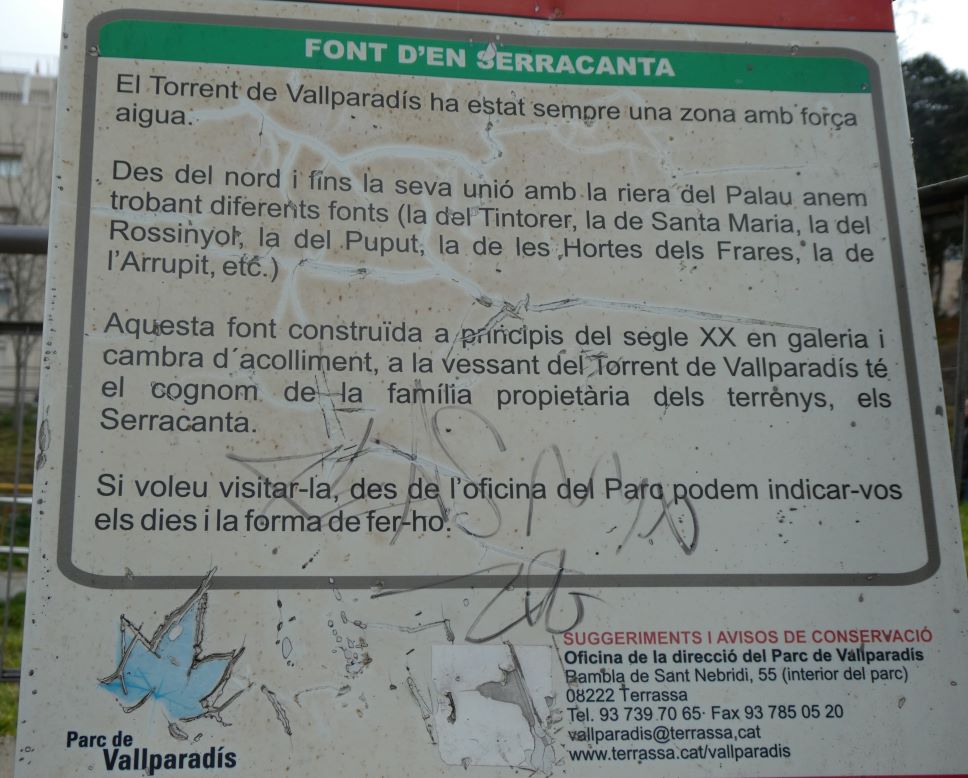 FONT D'EN SERRACANTA
El Torrent de Vallparadís ha estat sempre una zona amb força
aigua.
Des del nord i fins la seva unió amb la riera del Palau anem
trobant diferents fonts (la del Tintorer, la de Santa Maria, la del
Rossinyol, la del Puput, la de les Hortes dels Frares, la de
l'Arrupit, etc.)
Aquesta font construïda a principis del segle XX en galeria i
cambra d´acolliment, a la vessant del Torrent de Vallparadís té
el cognom de la família propietària dels terrenys, els
Serracanta.
Si voleu visitar-la, des de l'oficina del Parc podem indicar-vos
els dies i la forma de fer-ho.
Parc de
Vallparadís
SUGGERIMENTS I AVISOS DE CONSERVACIÓ
Oficina de la direcció del Parc de Vallparadís
Rambla de Sant Nebridi, 55 (interior del parc)
08222 Terrassa
Tel. 93 739 70 65· Fax 93 785 05 20
vallparadis@terrassa.cat
www.terrassa.cat/vallparadis